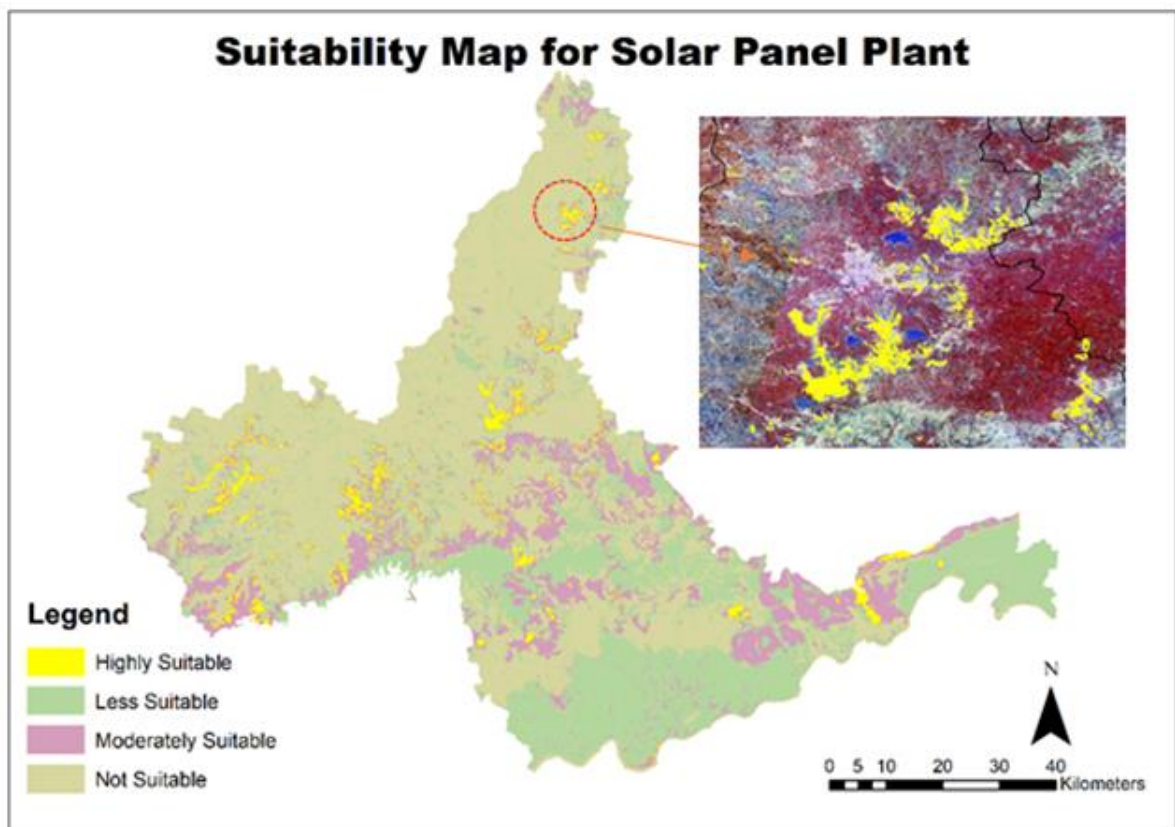 Suitability Map for Solar Panel Plant
Legend
Highly Suitable
Less Suitable
Moderately Suitable
Not Suitable
N
0 5 10 20 30 40
Kilometers